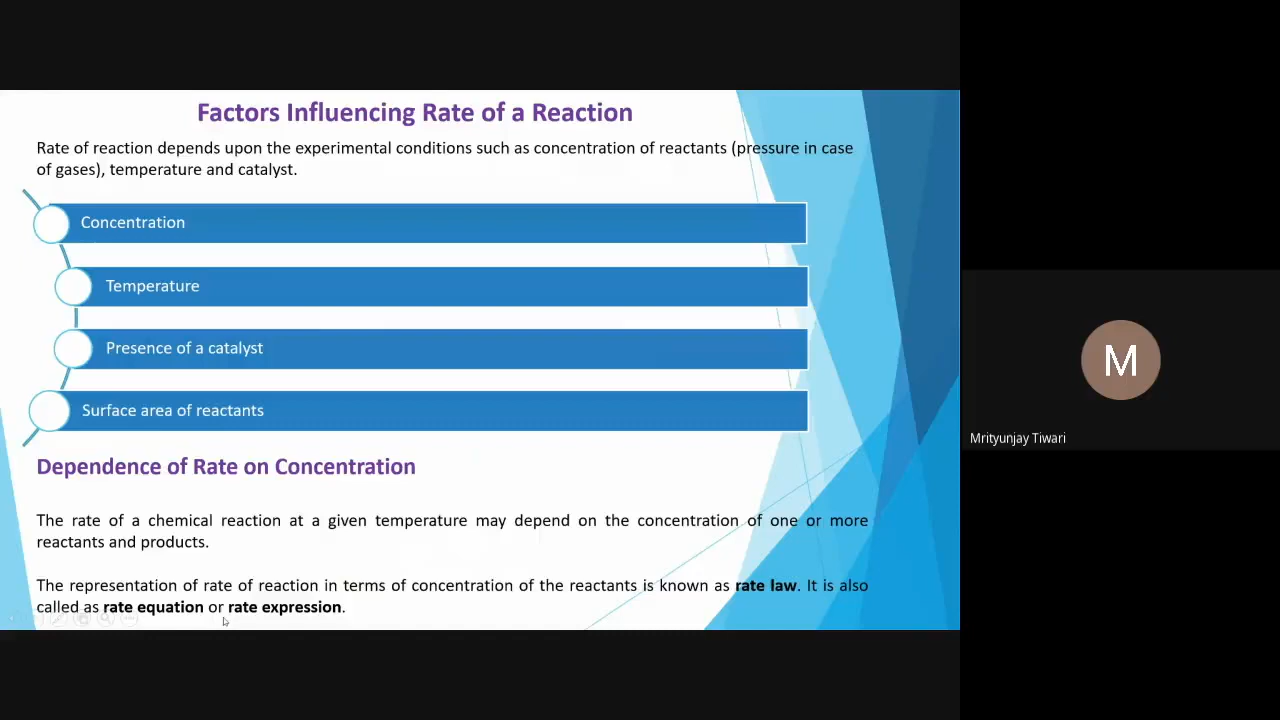 Factors Influencing Rate of a Reaction
Rate of reaction depends upon the experimental conditions such as concentration of reactants (pressure in case
of gases), temperature and catalyst.
Concentration
Temperature
Presence of a catalyst
Surface area of reactants
Dependence of Rate on Concentration
The rate of a chemical reaction at a given temperature may depend on the concentration of one or more
reactants and products.
The representation of rate of reaction in terms of concentration of the reactants is known as rate law. It is also
called as rate equation or rate expression.
M
Mrityunjay Tiwari